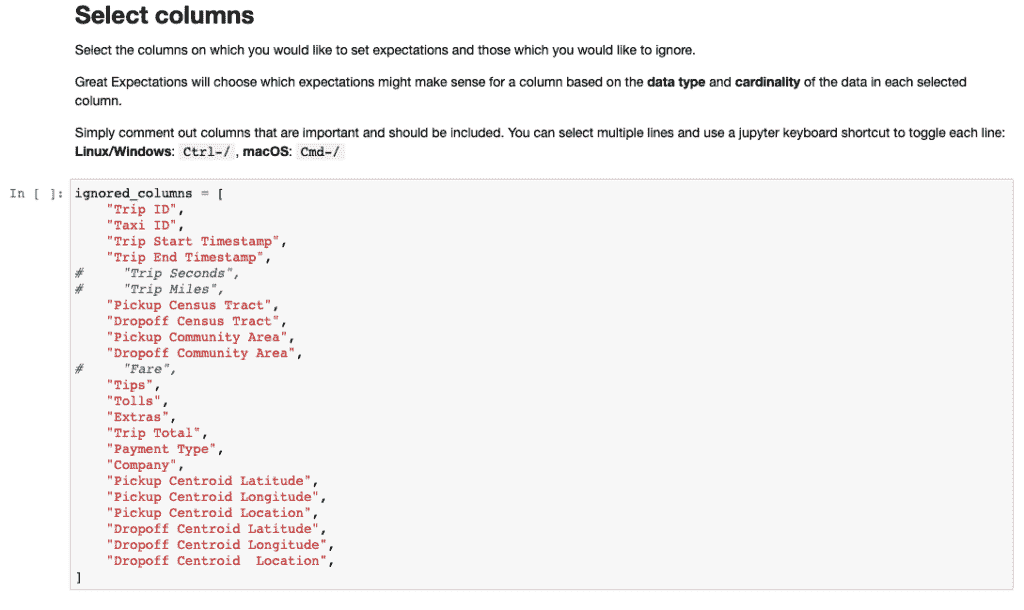 Select columns
Select the columns on which you would like to set expectations and those which you would like to ignore.
Great Expectations will choose which expectations might make sense for a column based on the data type and cardinality of the data in each selected
column.
Simply comment out columns that are important and should be included. You can select multiple lines and use a jupyter keyboard shortcut to toggle each line:
Linux/Windows: Ctrl-/, macOS: Cmd-/
In [ ]: ignored_columns = [
    "Trip ID",
    "Taxi ID",
    "Trip Start Timestamp",
    "Trip End Timestamp",
#     "Trip Seconds",
#     "Trip Miles",
    "Pickup Census Tract",
    "Dropoff Census Tract",
    "Pickup Community Area",
    "Dropoff Community Area",
#     "Fare",
    "Tips",
    "Tolls",
    "Extras",
    "Trip Total",
    "Payment Type",
    "Company",
    "Pickup Centroid Latitude",
    "Pickup Centroid Longitude",
    "Pickup Centroid Location",
    "Dropoff Centroid Latitude",
    "Dropoff Centroid Longitude",
    "Dropoff Centroid  Location",
]